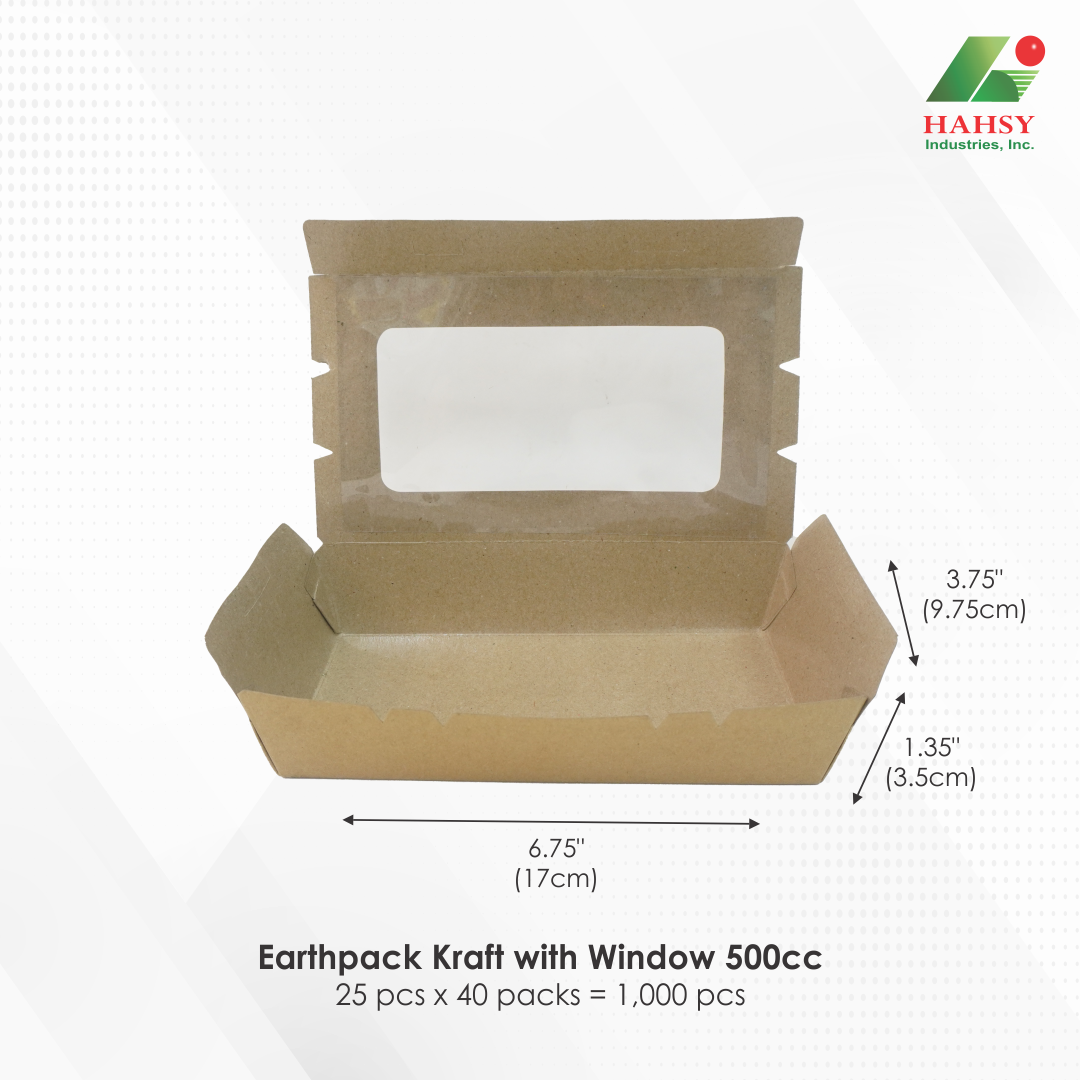 HAHSY
Industries, Inc.
3.75"
(9.75cm)
1.35"
(3.5cm)
6.75"
(17cm)
Earthpack Kraft with Window 500cc
25 pcs x 40 packs = 1,000 pcs